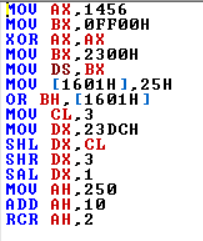 MOV AX,1456
MOV BX,0FF00H
XOR AX,AX
MOV BX,2300H
MOV DS,BX
MOV [1601H],25H
OR BH,[1601H]
MOV CL,3
MOV DX,23DCH
SHL DX,CL
SHR DX,3
SAL DX,1
MOV AH,250
ADD AH,10
RCR AH,2